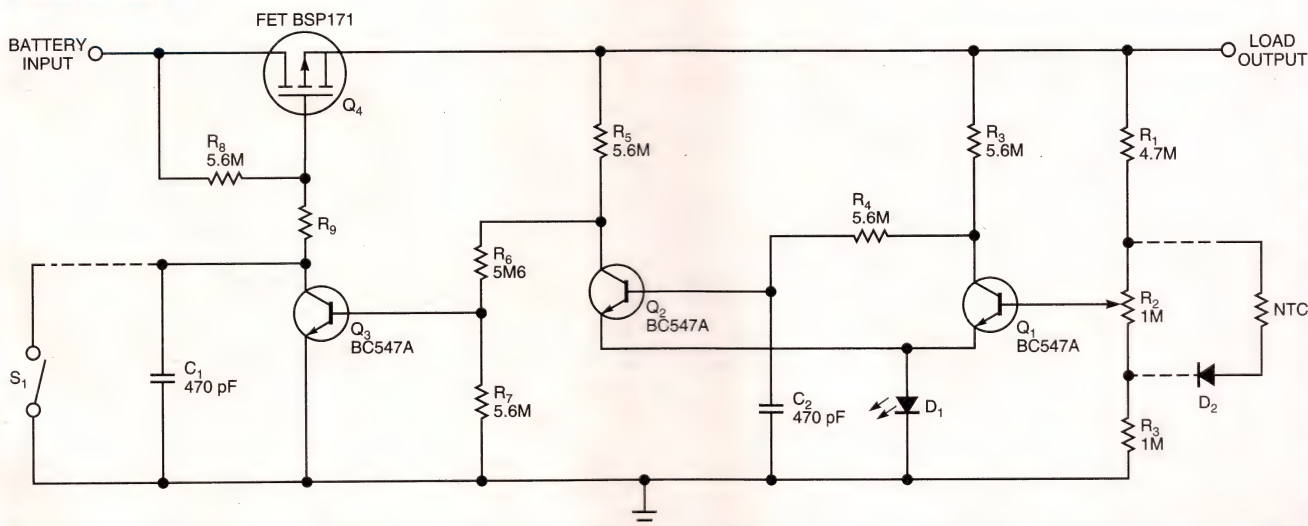 FET BSP171
BATTERY
INPUT
LOAD
OUTPUT
Q4
R8
5.6M
R5
5.6M
R3
5.6M
R1
4.7M
R9
R4
5.6M
R6
5M6
Q2
BC547A
Q1
BC547A
R2
1M
NTC
Q3
BC547A
S1
C1
470 pF
R7
5.6M
C2
470 pF
D1
D2
R3
1M